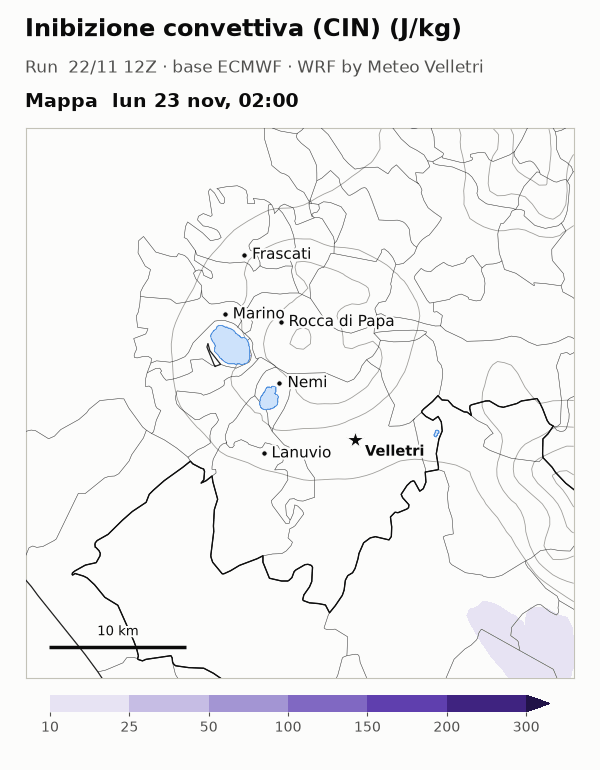 Inibizione convettiva (CIN) (J/kg)
Run  22/11 12Z · base ECMWF · WRF by Meteo Velletri
Mappa  lun 23 nov, 02:00
Frascati
Marino
Rocca di Papa
Nemi
Velletri
Lanuvio
10 km
10 25 50 100 150 200 300